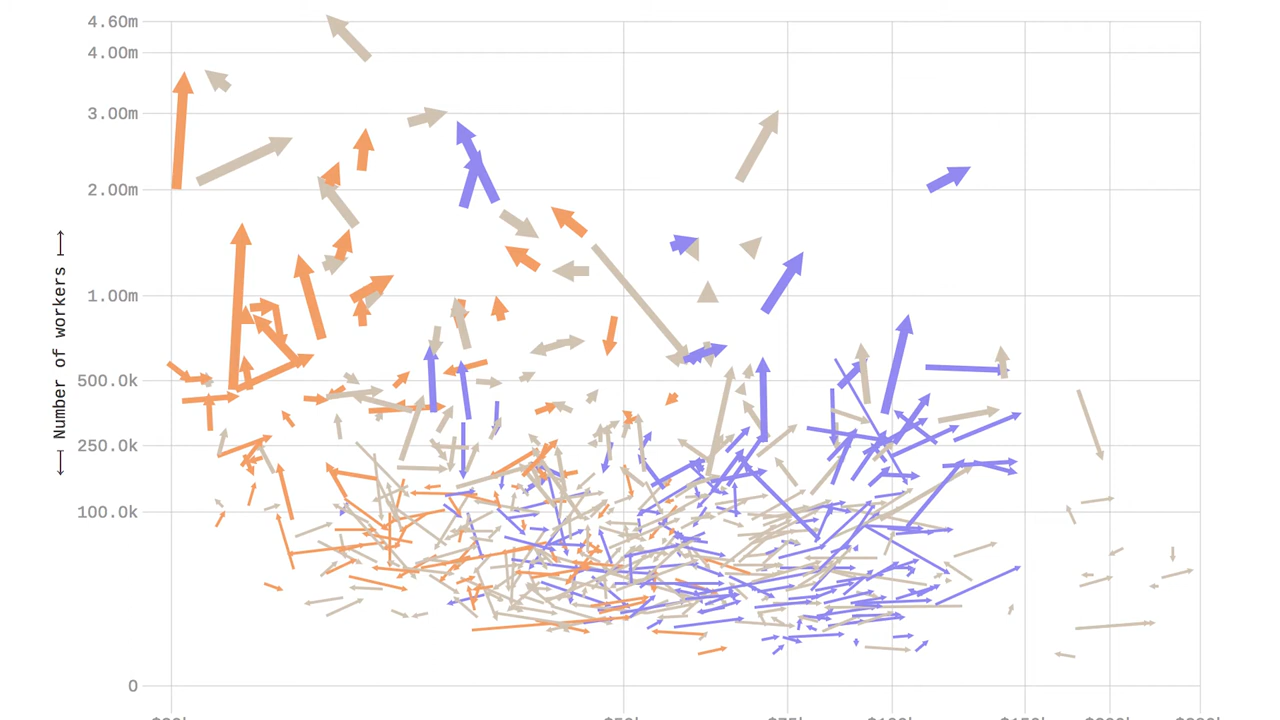 4.60m
4.00m
3.00m
2.00m
1.00m
500.0k
250.0k
100.0k
0
⟵ Number of workers ⟶